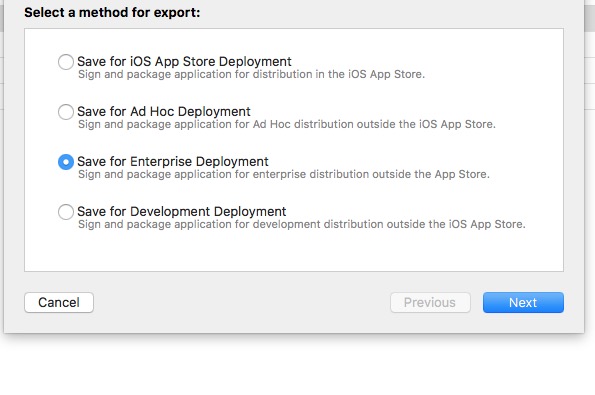 Select a method for export:
Save for iOS App Store Deployment
Sign and package application for distribution in the iOS App Store.
Save for Ad Hoc Deployment
Sign and package application for Ad Hoc distribution outside the iOS App Store.
Save for Enterprise Deployment
Sign and package application for enterprise distribution outside the App Store.
Save for Development Deployment
Sign and package application for development distribution outside the iOS App Store.
Cancel
Previous
Next